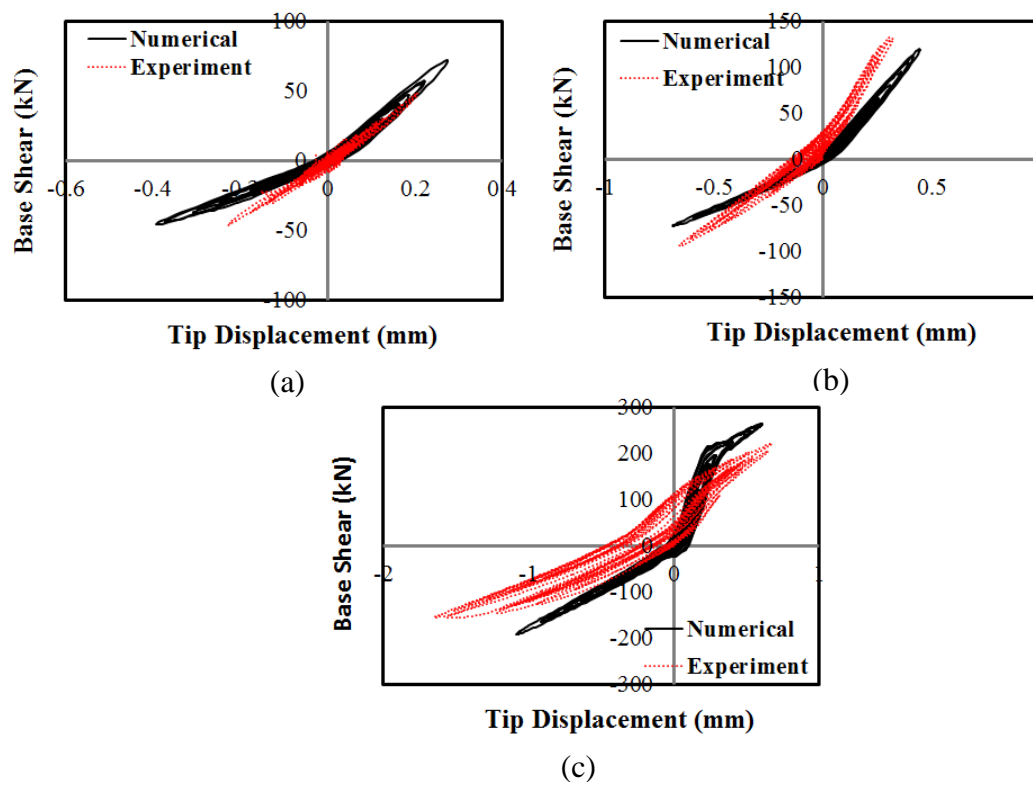 100
Numerical
Experiment
50
0
-0.6
-0.4
-0.2
0
0.2
0.4
-50
-100
Base Shear (kN)
Tip Displacement (mm)
(a)
150
Numerical
100
Experiment
50
0
-1
-0.5
0
0.5
-50
-100
-150
Base Shear (kN)
Tip Displacement (mm)
(b)
300
200
100
0
-2
-1
0
1
-100
Numerical
-200
Experiment
-300
Base Shear (kN)
Tip Displacement (mm)
(c)